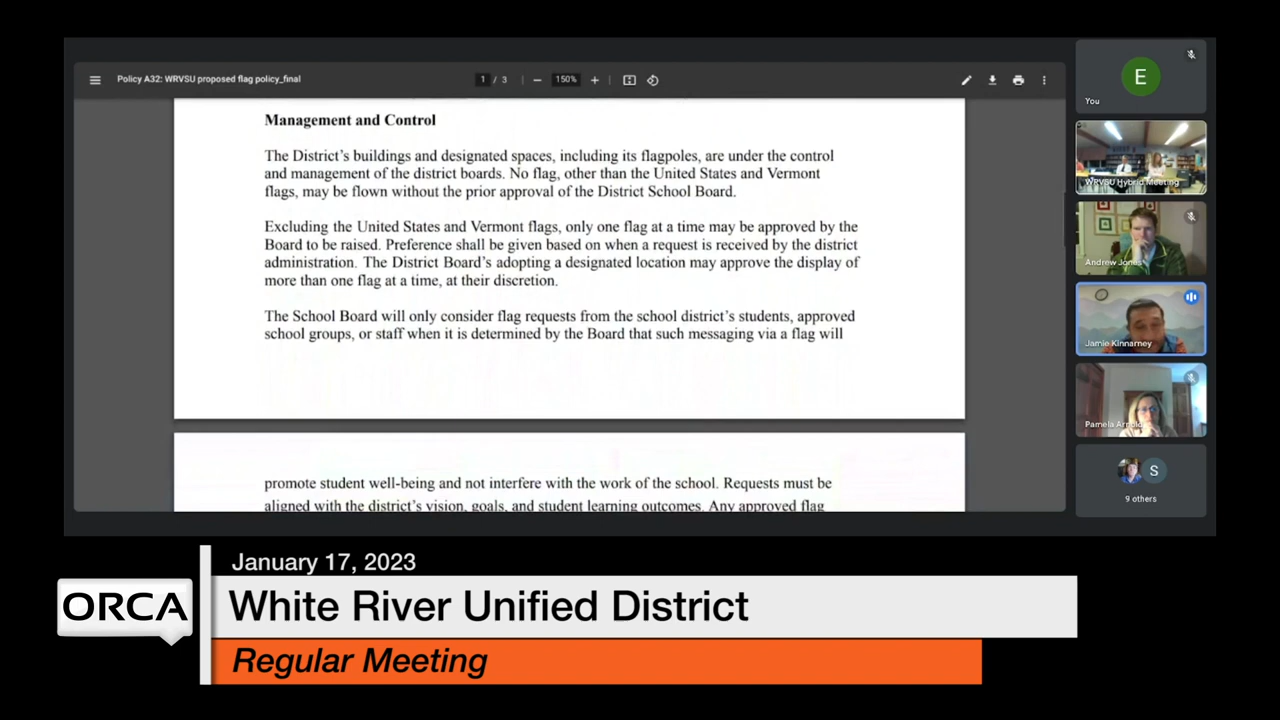 Policy A32: WRVSU proposed flag policy_final
1 / 3
150%
Management and Control
The District's buildings and designated spaces, including its flagpoles, are under the control
and management of the district boards. No flag, other than the United States and Vermont
flags, may be flown without the prior approval of the District School Board.
Excluding the United States and Vermont flags, only one flag at a time may be approved by the
Board to be raised. Preference shall be given based on when a request is received by the district
administration. The District Board's adopting a designated location may approve the display of
more than one flag at a time, at their discretion.
The School Board will only consider flag requests from the school district's students, approved
school groups, or staff when it is determined by the Board that such messaging via a flag will
promote student well-being and not interfere with the work of the school. Requests must be
aligned with the district's vision, goals, and student learning outcomes. Any approved flag
E
You
WRVSU Hybrid Meeting
Andrew Jones
Jamie Kinnarney
Pamela Arnold
S
9 others
January 17, 2023
ORCA
White River Unified District
Regular Meeting